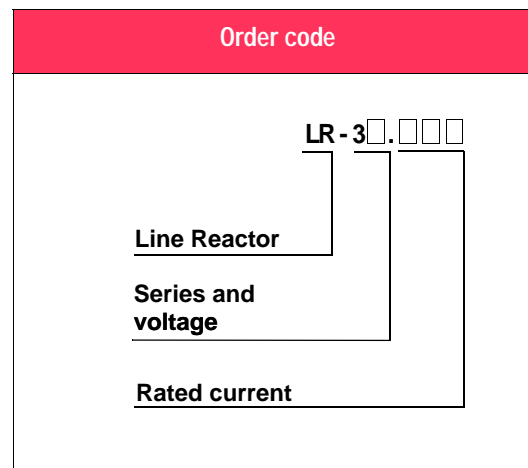 Order code
LR - 3□.□□□
Line Reactor
Series and
voltage
Rated current